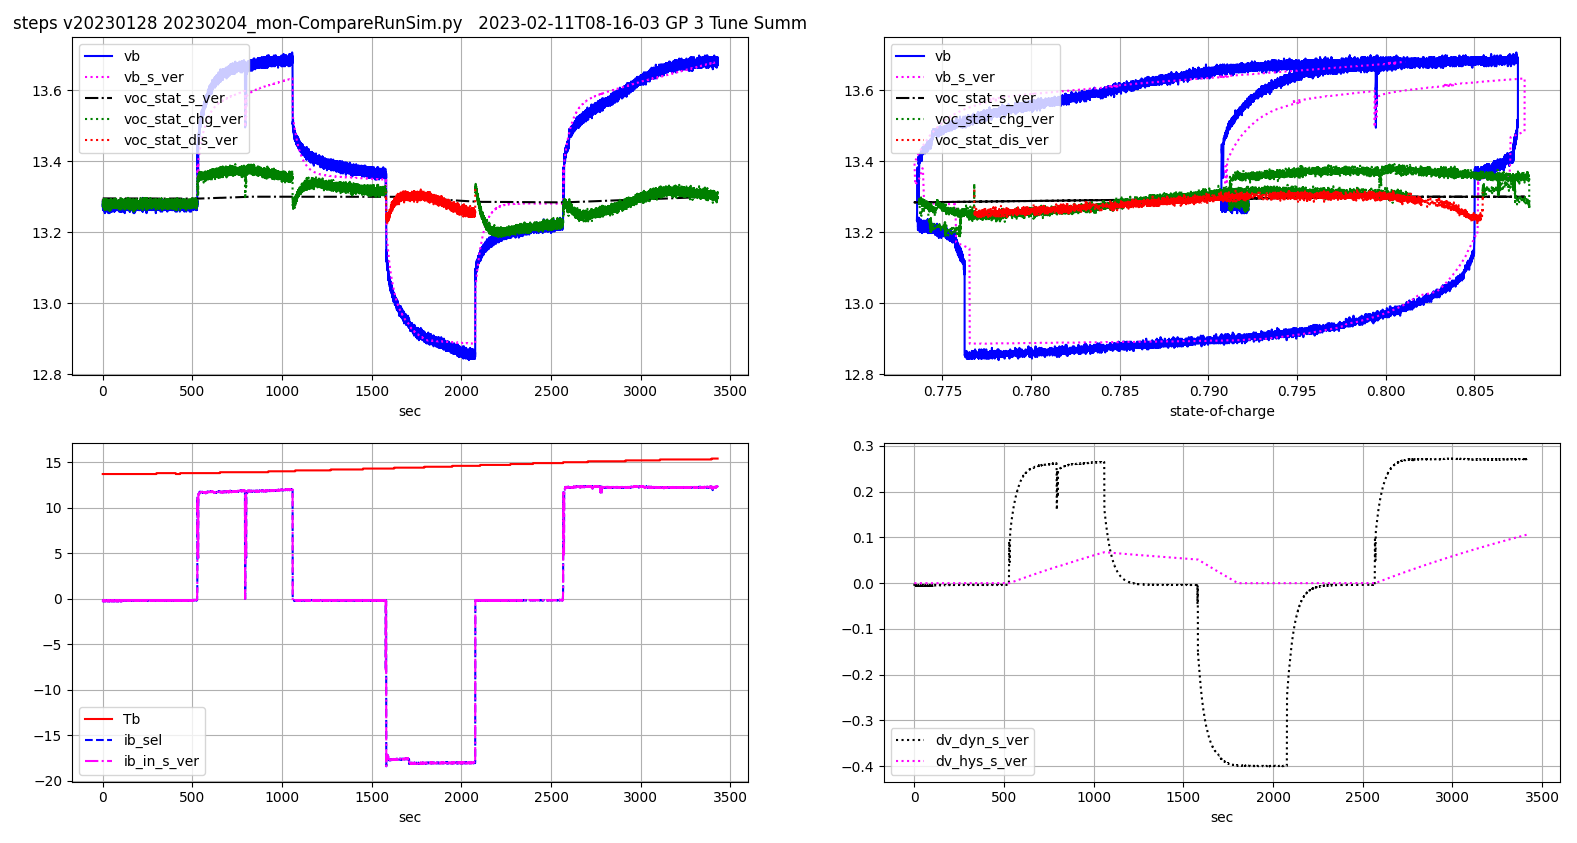 steps v20230128 20230204_mon-CompareRunSim.py   2023-02-11T08-16-03 GP 3 Tune Summ
vb
vb_s_ver
voc_stat_s_ver
voc_stat_chg_ver
voc_stat_dis_ver
13.6
13.4
13.2
13.0
12.8
0 500 1000 1500 2000 2500 3000 3500
sec
vb
vb_s_ver
voc_stat_s_ver
voc_stat_chg_ver
voc_stat_dis_ver
13.6
13.4
13.2
13.0
12.8
0.775 0.780 0.785 0.790 0.795 0.800 0.805
state-of-charge
15
10
5
0
−5
−10
−15
−20
Tb
ib_sel
ib_in_s_ver
0 500 1000 1500 2000 2500 3000 3500
sec
0.3
0.2
0.1
0.0
−0.1
−0.2
−0.3
−0.4
dv_dyn_s_ver
dv_hys_s_ver
0 500 1000 1500 2000 2500 3000 3500
sec